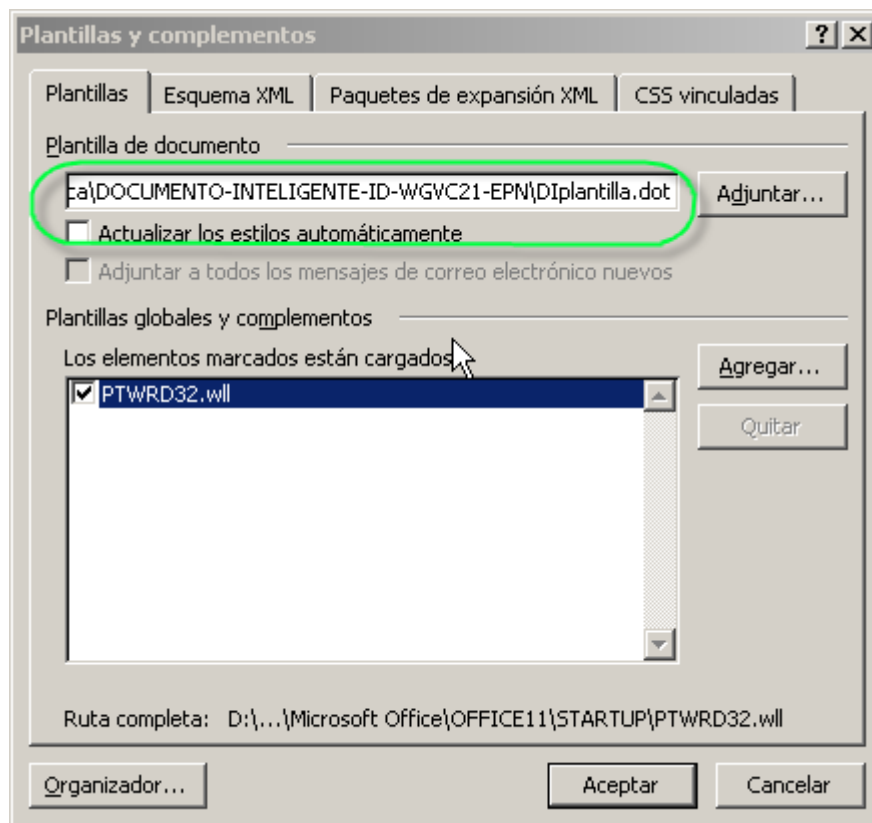 Plantillas y complementos
Plantillas Esquema XML Paquetes de expansión XML CSS vinculadas
Plantilla de documento
ca\DOCUMENTO-INTELIGENTE-ID-WGVC21-EPN\DIplantilla.dot Adjuntar...
Actualizar los estilos automáticamente
Adjuntar a todos los mensajes de correo electrónico nuevos
Plantillas globales y complementos
Los elementos marcados están cargados
Agregar...
PTWRD32.wll
Quitar
Ruta completa: D:\...\Microsoft Office\OFFICE11\STARTUP\PTWRD32.wll
Organizador... Aceptar Cancelar